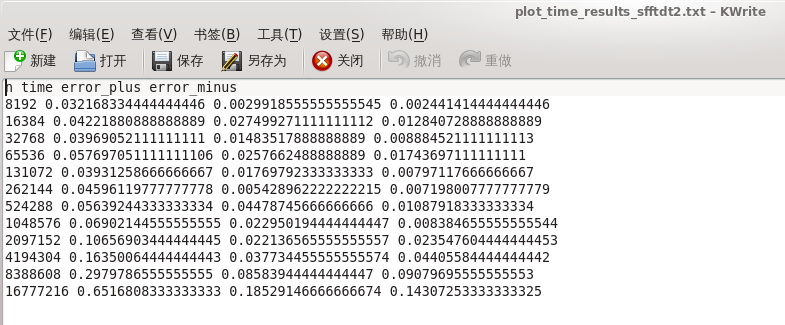 plot_time_results_sfftdt2.txt – KWrite
文件(F) 编辑(E) 查看(V) 书签(B) 工具(T) 设置(S) 帮助(H)
新建 打开 保存 另存为 关闭 撤消 重做
n time error_plus error_minus
8192 0.032168334444444446 0.0029918555555555545 0.002441414444444446
16384 0.04221880888888889 0.027499271111111112 0.012840728888888889
32768 0.03969052111111111 0.01483517888888889 0.008884521111111113
65536 0.057697051111111106 0.0257662488888889 0.01743697111111111
131072 0.03931258666666667 0.01769792333333333 0.00797117666666667
262144 0.04596119777777778 0.005428962222222215 0.0071980077777779
524288 0.05639244333333334 0.04478745666666666 0.01087918333333334
1048576 0.06902144555555555 0.022950194444444447 0.008384655555555544
2097152 0.10656903444444445 0.022136565555555557 0.023547604444444453
4194304 0.16350064444444443 0.037734455555555574 0.04405584444444442
8388608 0.29797865555555555 0.08583944444444447 0.090796955555555553
16777216 0.6516808333333333 0.18529146666666674 0.14307253333333325